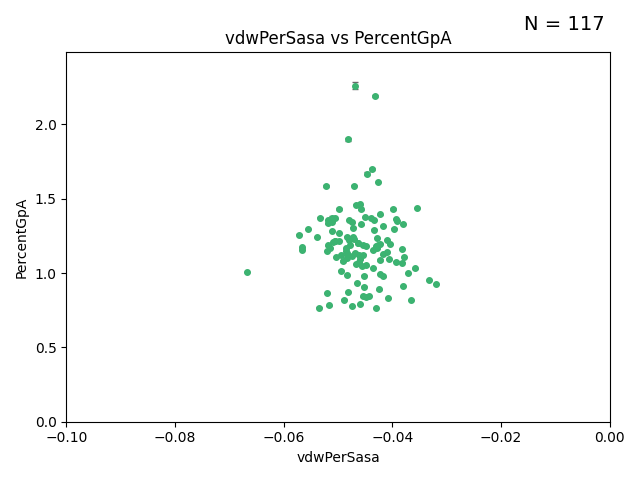 N = 117
vdwPerSasa vs PercentGpA
PercentGpA
2.0
1.5
1.0
0.5
0.0
−0.10 −0.08 −0.06 −0.04 −0.02 0.00
vdwPerSasa